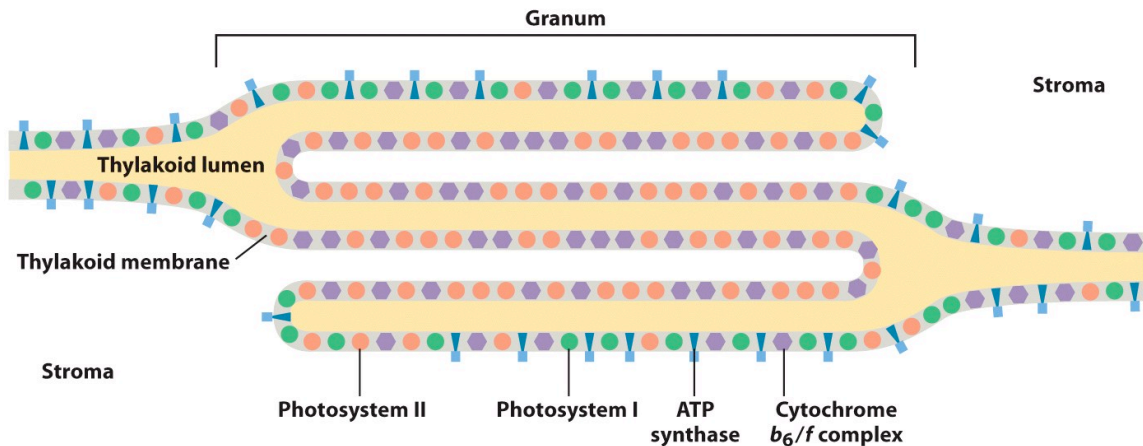 Granum
Stroma
Thylakoid lumen
Thylakoid membrane
Stroma
Photosystem II
Photosystem I
ATP
synthase
Cytochrome
b6/f complex